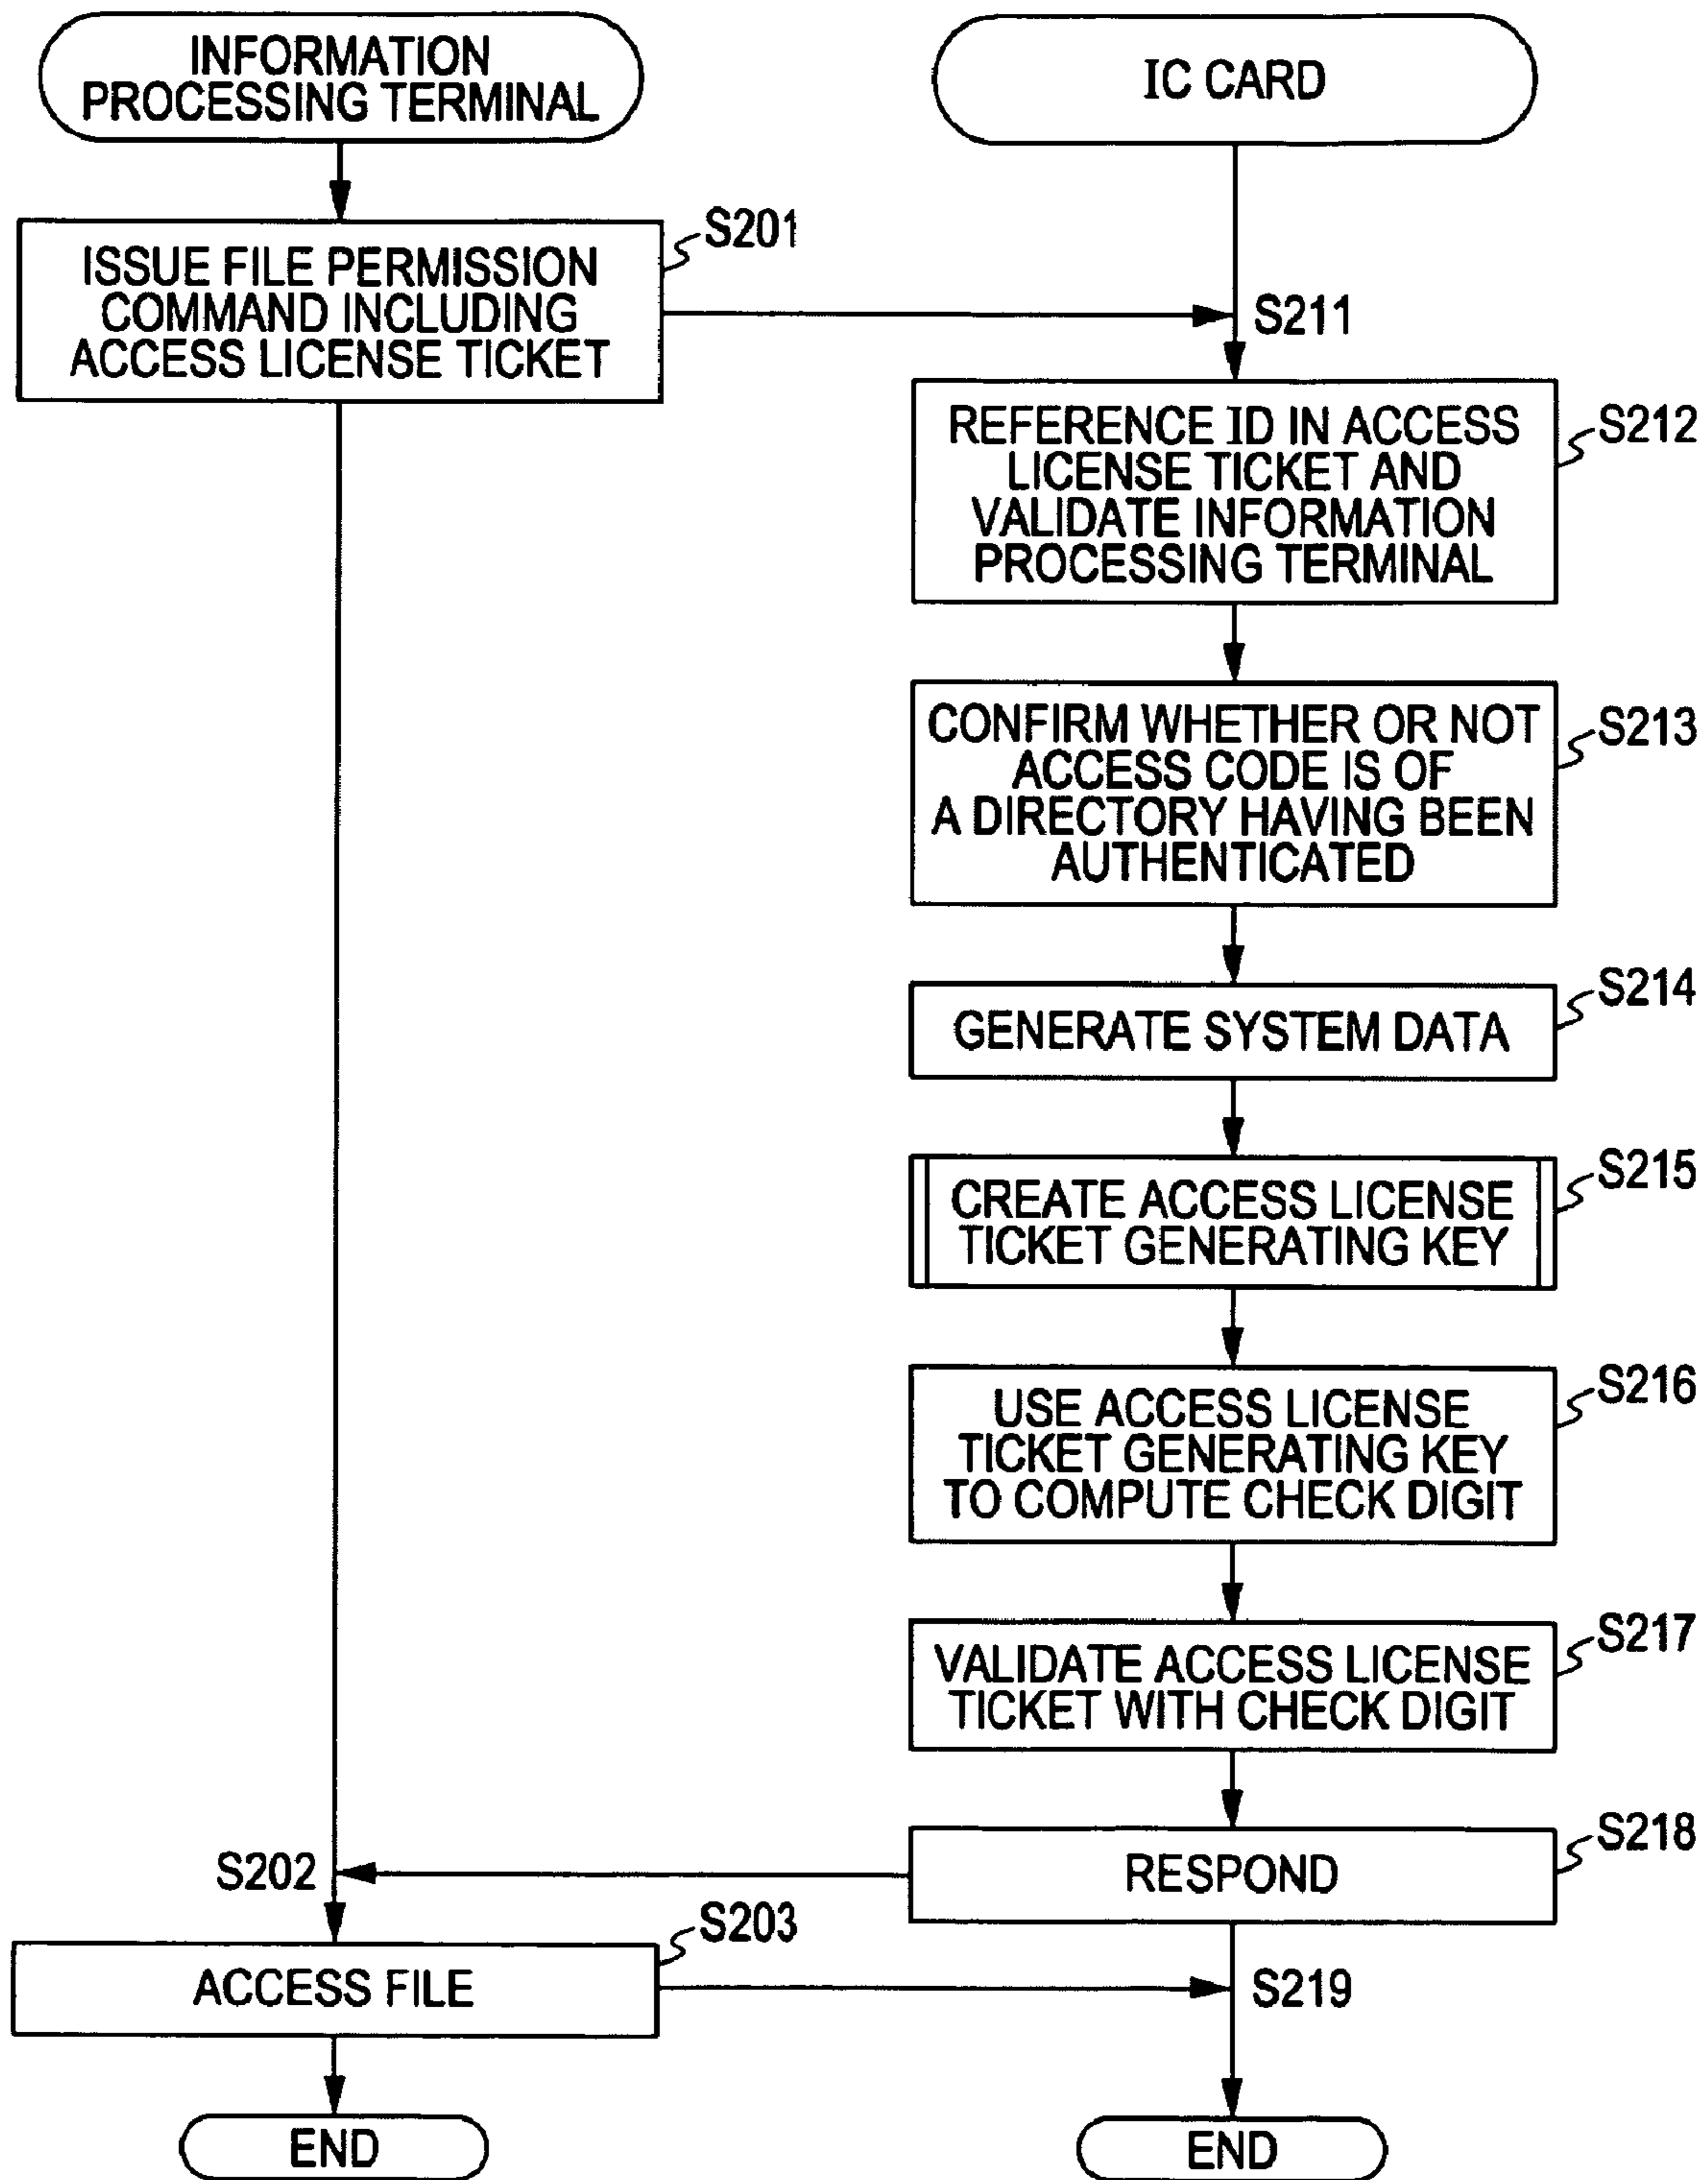 INFORMATION
PROCESSING TERMINAL
IC CARD
S201
ISSUE FILE PERMISSION
COMMAND INCLUDING
ACCESS LICENSE TICKET
S211
REFERENCE ID IN ACCESS
LICENSE TICKET AND
VALIDATE INFORMATION
PROCESSING TERMINAL
S212
CONFIRM WHETHER OR NOT
ACCESS CODE IS OF
A DIRECTORY HAVING BEEN
AUTHENTICATED
S213
GENERATE SYSTEM DATA
S214
CREATE ACCESS LICENSE
TICKET GENERATING KEY
S215
USE ACCESS LICENSE
TICKET GENERATING KEY
TO COMPUTE CHECK DIGIT
S216
VALIDATE ACCESS LICENSE
TICKET WITH CHECK DIGIT
S217
RESPOND
S218
S202
S203
ACCESS FILE
S219
END
END